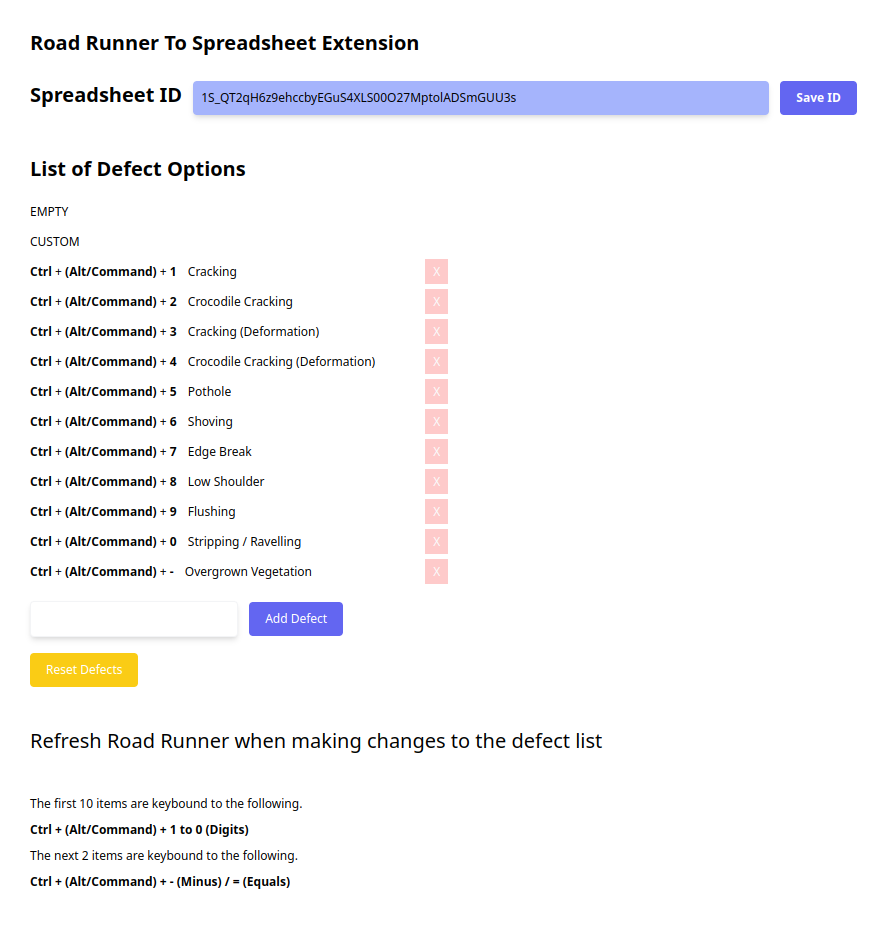 Road Runner To Spreadsheet Extension
Spreadsheet ID 1S_QT2qH6z9ehccbyEGuS4XLS00O27MptolADSmGUU3s Save ID
List of Defect Options
EMPTY
CUSTOM
Ctrl + (Alt/Command) + 1 Cracking X
Ctrl + (Alt/Command) + 2 Crocodile Cracking X
Ctrl + (Alt/Command) + 3 Cracking (Deformation) X
Ctrl + (Alt/Command) + 4 Crocodile Cracking (Deformation) X
Ctrl + (Alt/Command) + 5 Pothole X
Ctrl + (Alt/Command) + 6 Shoving X
Ctrl + (Alt/Command) + 7 Edge Break X
Ctrl + (Alt/Command) + 8 Low Shoulder X
Ctrl + (Alt/Command) + 9 Flushing X
Ctrl + (Alt/Command) + 0 Stripping / Ravelling X
Ctrl + (Alt/Command) + - Overgrown Vegetation X
Add Defect
Reset Defects
Refresh Road Runner when making changes to the defect list
The first 10 items are keybound to the following.
Ctrl + (Alt/Command) + 1 to 0 (Digits)
The next 2 items are keybound to the following.
Ctrl + (Alt/Command) + - (Minus) / = (Equals)